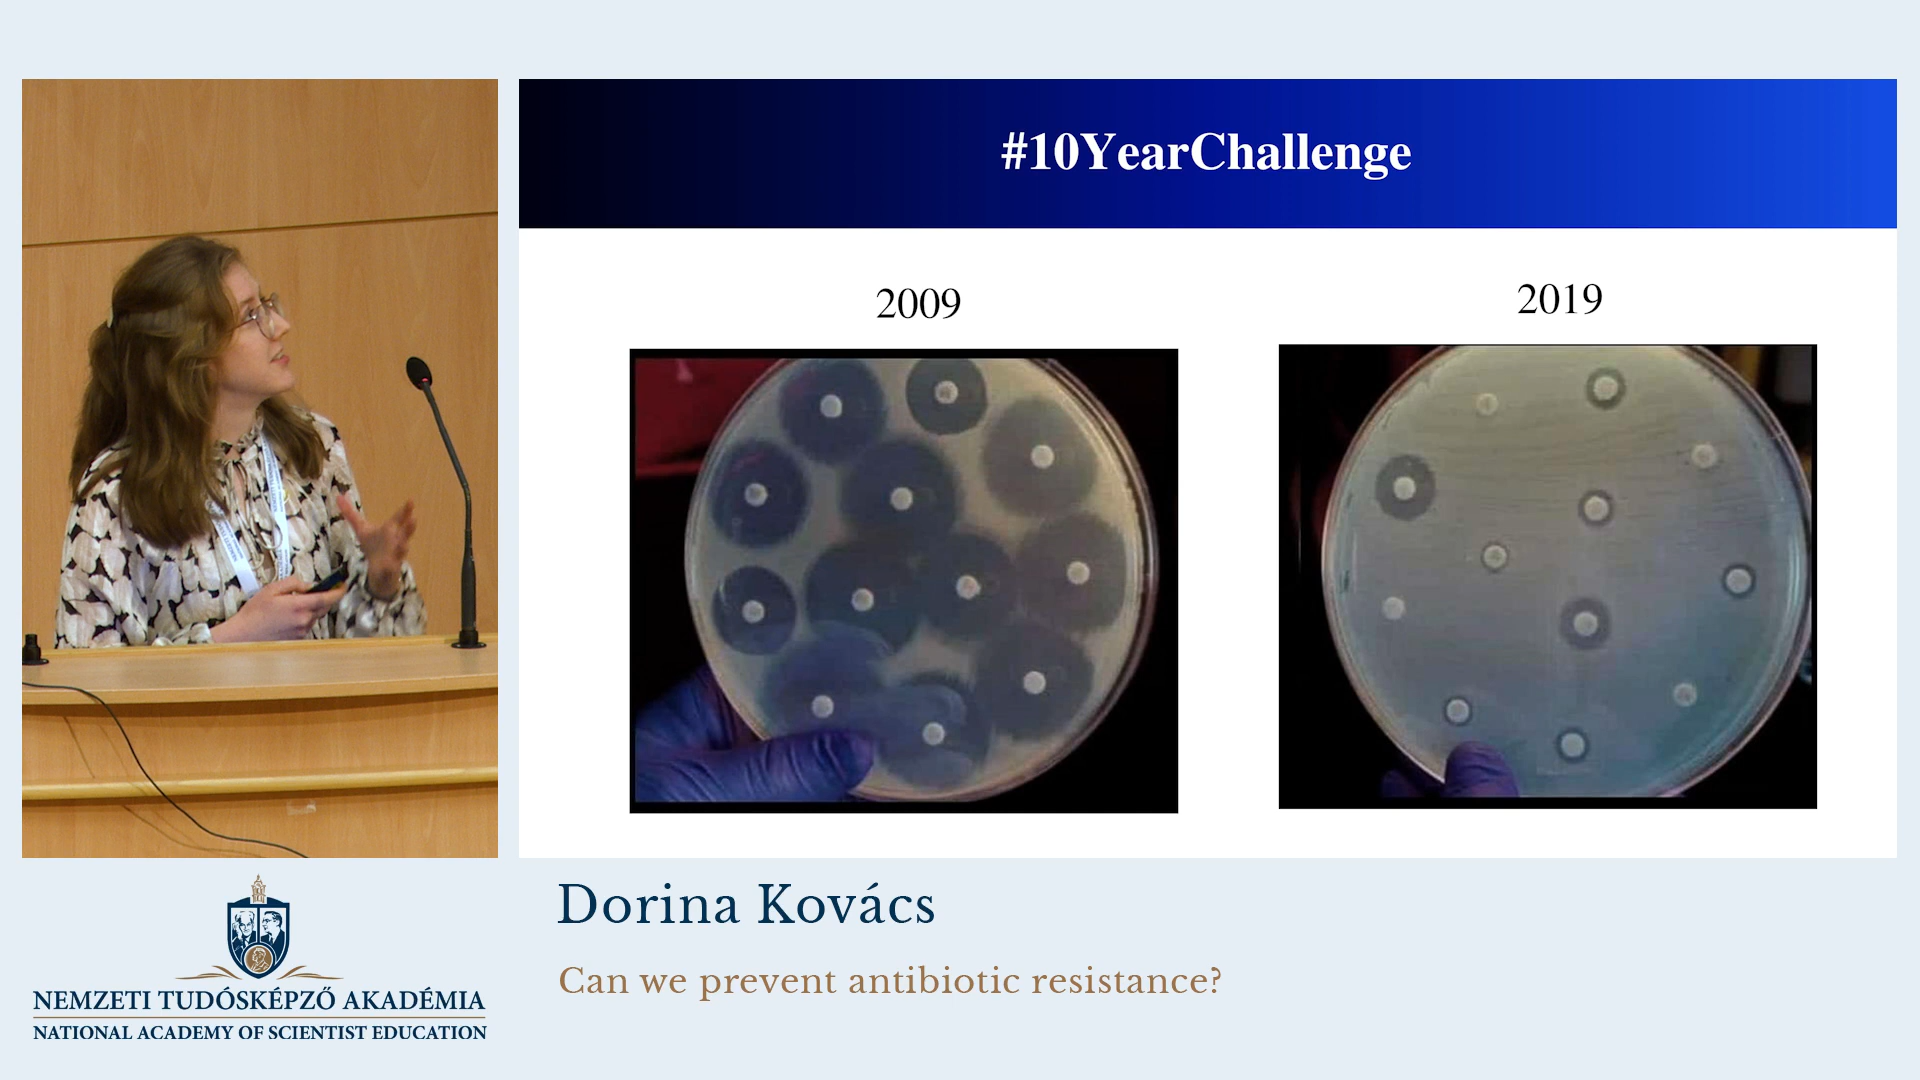 #10YearChallenge
2009
2019
Dorina Kovács
Can we prevent antibiotic resistance?
NEMZETI TUDÓSKÉPZŐ AKADÉMIA
NATIONAL ACADEMY OF SCIENTIST EDUCATION